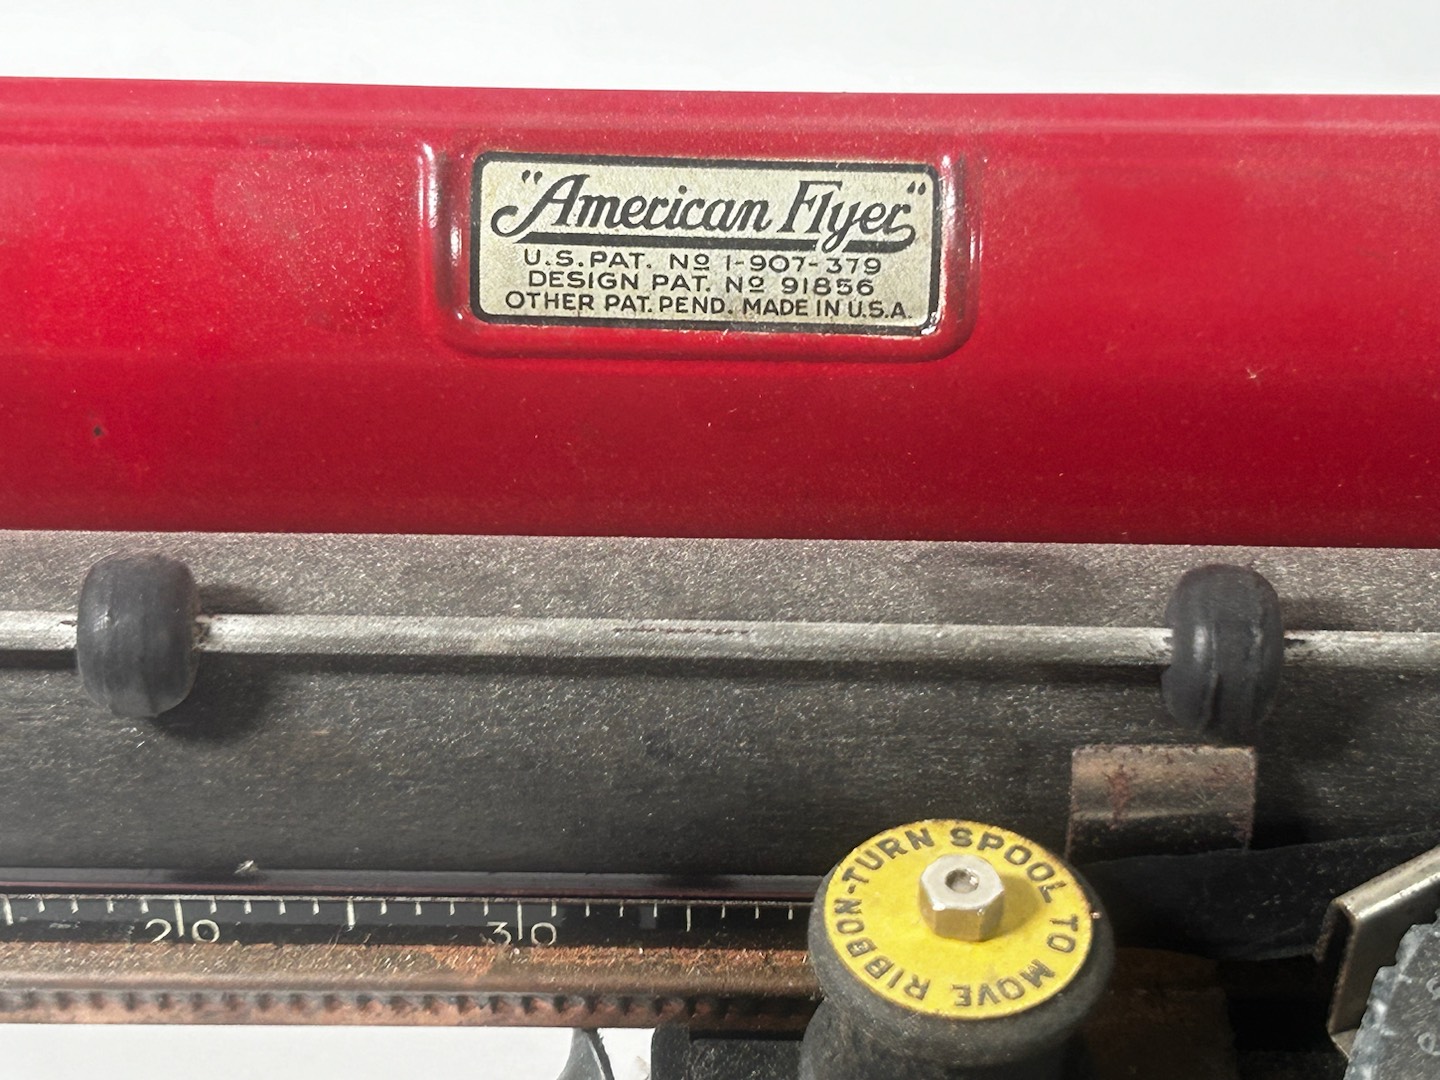 "American Flyer"
U.S. PAT. Nº 1-907-379
DESIGN PAT. Nº 91856
OTHER PAT. PEND. MADE IN U.S.A.
20 30
TURN SPOOL TO MOVE RIBBON-